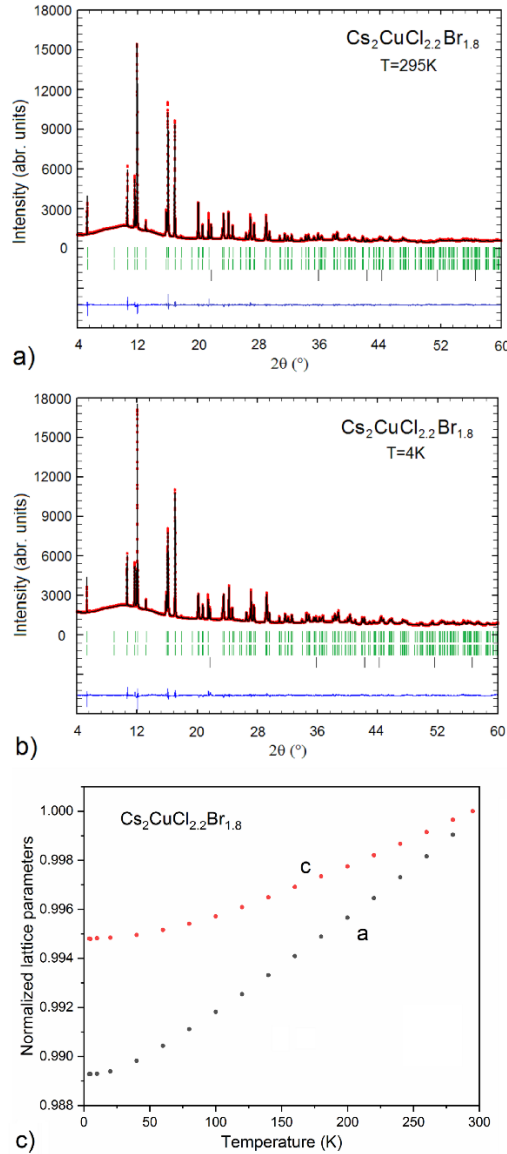 18000
15000
12000
9000
6000
3000
0
Intensity (abr. units)
Cs2CuCl2.2Br1.8
T=295K
4 12 20 28 36 44 52 60
2θ (°)
a)
18000
15000
12000
9000
6000
3000
0
Intensity (abr. units)
Cs2CuCl2.2Br1.8
T=4K
4 12 20 28 36 44 52 60
2θ (°)
b)
1.000
0.998
0.996
0.994
0.992
0.990
0.988
Normalized lattice parameters
Cs2CuCl2.2Br1.8
c
a
0 50 100 150 200 250 300
Temperature (K)
c)